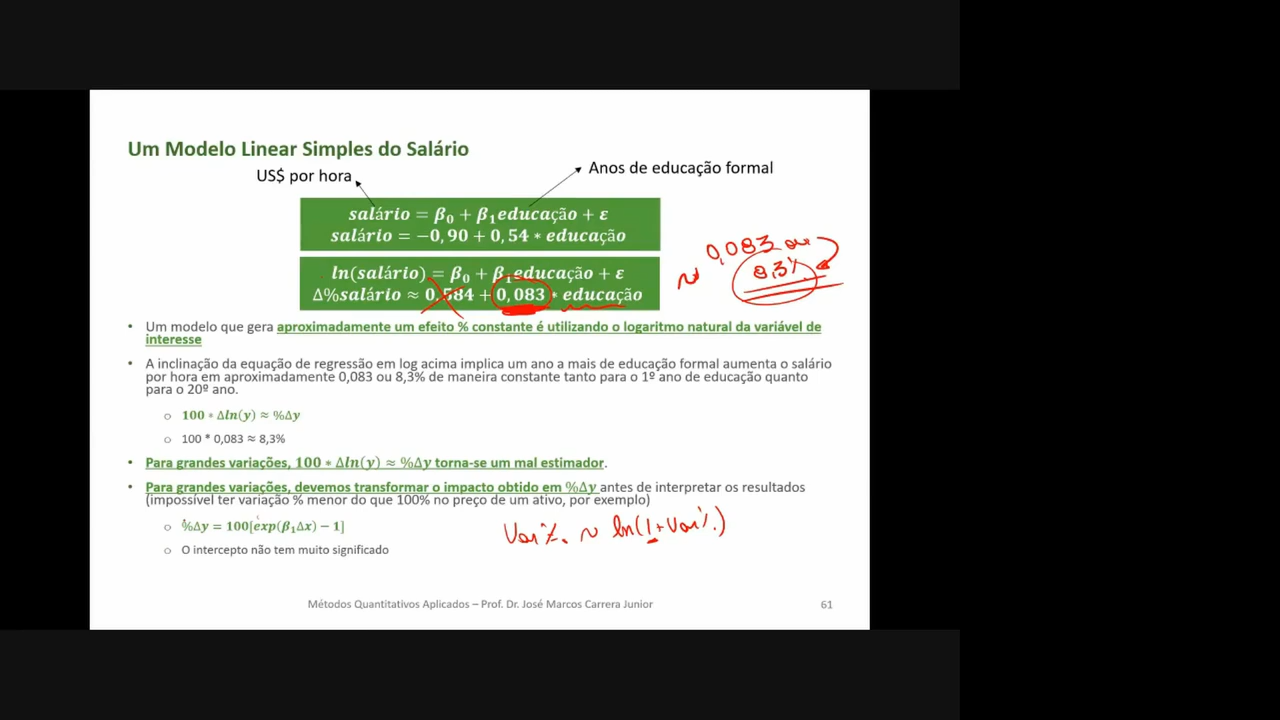 Um Modelo Linear Simples do Salário
US$ por hora
Anos de educação formal
salário = β₀ + β₁educação + ε
salário = −0,90 + 0,54 * educação
ln(salário) = β₀ + β₁educação + ε
Δ%salário ≈ 0,584 + 0,083 * educação
~ 0,083 ou
8,3%
• Um modelo que gera aproximadamente um efeito % constante é utilizando o logaritmo natural da variável de
interesse
• A inclinação da equação de regressão em log acima implica um ano a mais de educação formal aumenta o salário
por hora em aproximadamente 0,083 ou 8,3% de maneira constante tanto para o 1º ano de educação quanto
para o 20º ano.
○ 100 * Δln(y) ≈ %Δy
○ 100 * 0,083 ≈ 8,3%
• Para grandes variações, 100 * Δln(y) ≈ %Δy torna-se um mal estimador.
• Para grandes variações, devemos transformar o impacto obtido em %Δy antes de interpretar os resultados
(impossível ter variação % menor do que 100% no preço de um ativo, por exemplo)
○ %Δy = 100[exp(β₁Δx) − 1]
Var%. ~ ln(1+Var%.)
○ O intercepto não tem muito significado
Métodos Quantitativos Aplicados – Prof. Dr. José Marcos Carrera Junior
61